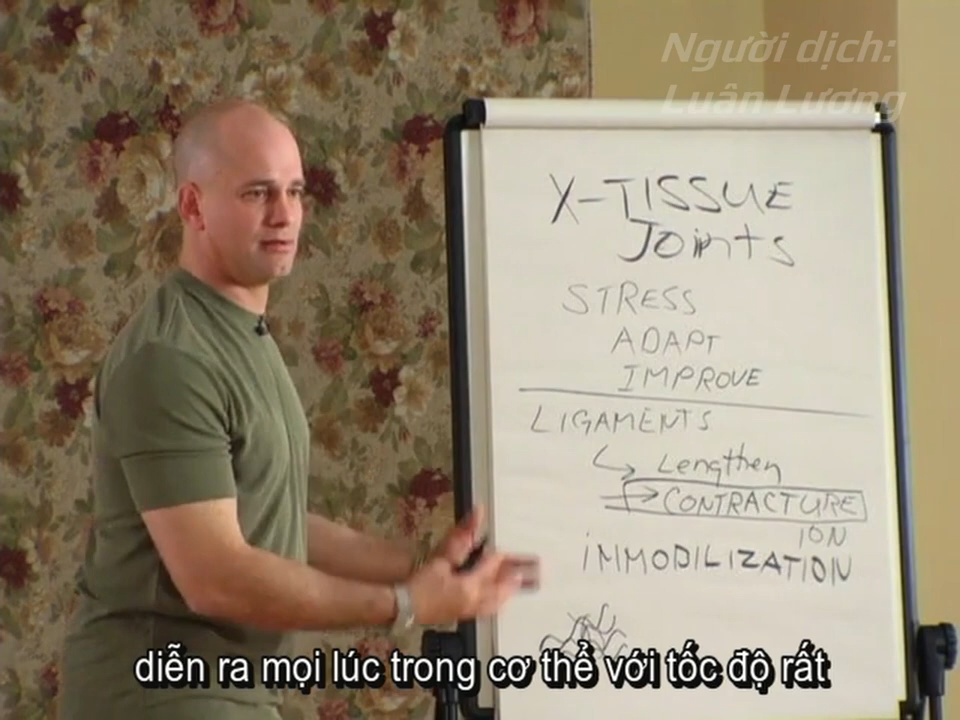 Người dịch:
Luân Lương
X-TISSUE
Joints
STRESS
ADAPT
IMPROVE
LIGAMENTS
Lengthen
CONTRACTURE
ION
IMMOBILIZATION
diễn ra mọi lúc trong cơ thể với tốc độ rất